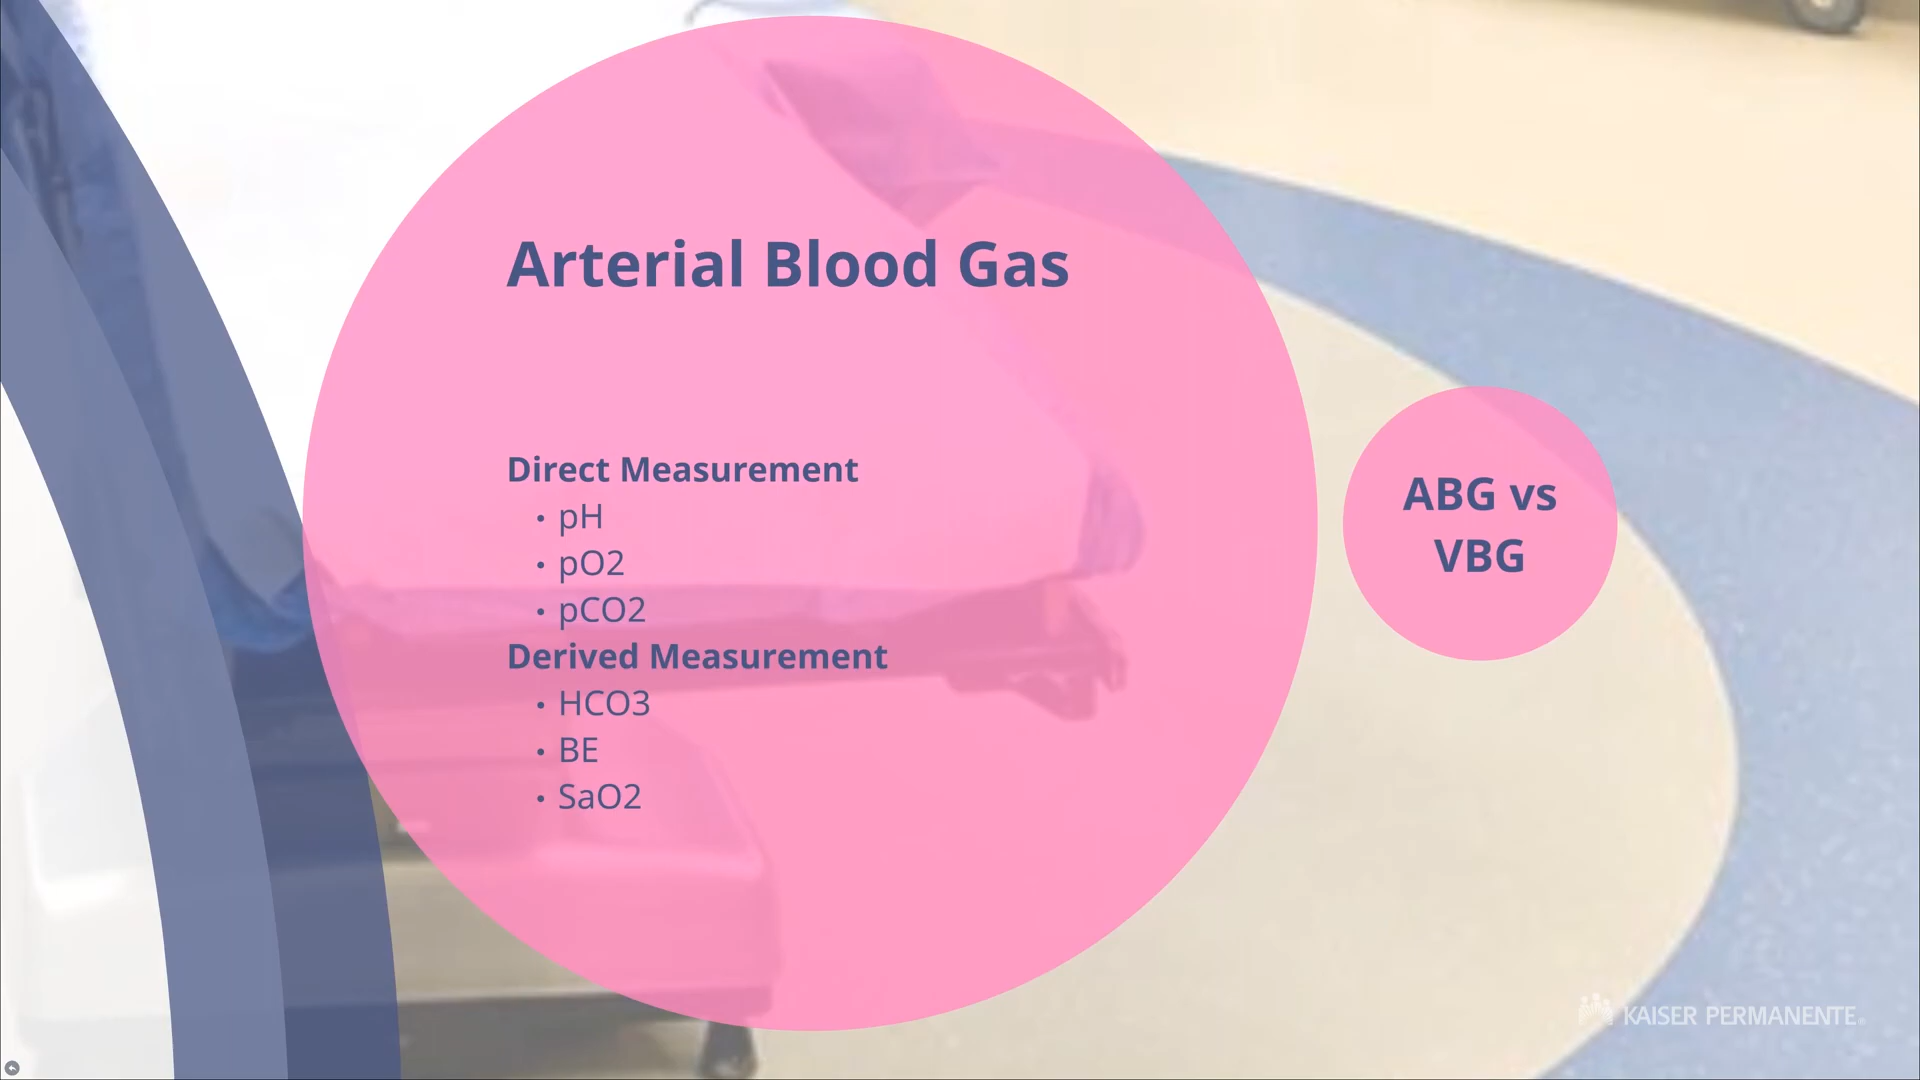 Arterial Blood Gas
Direct Measurement
• pH
• pO2
• pCO2
Derived Measurement
• HCO3
• BE
• SaO2
ABG vs
VBG
KAISER PERMANENTE®